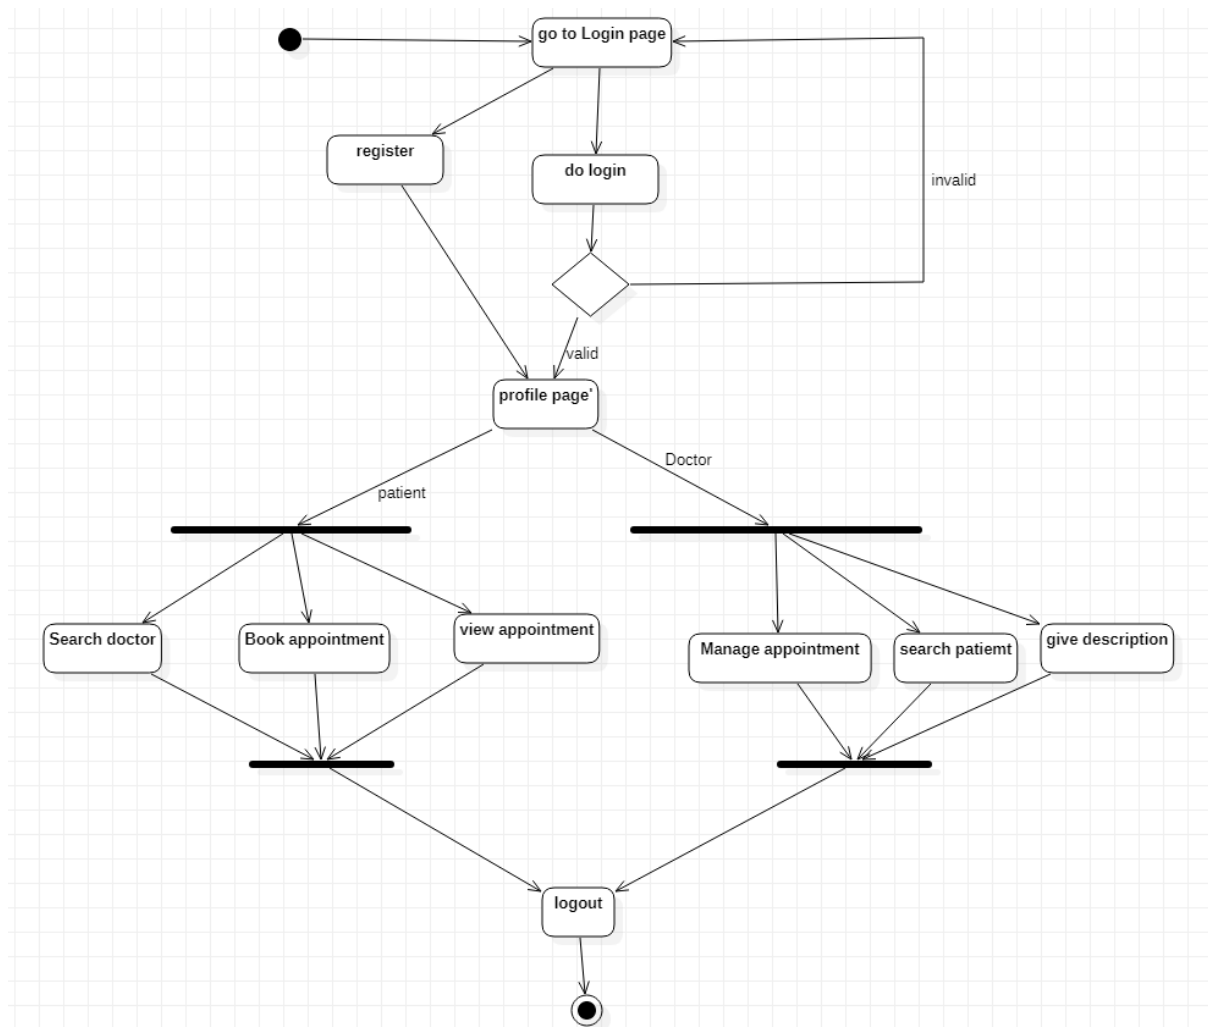 go to Login page
register
do login
invalid
valid
profile page'
Doctor
patient
Search doctor
Book appointment
view appointment
Manage appointment
search patiemt
give description
logout